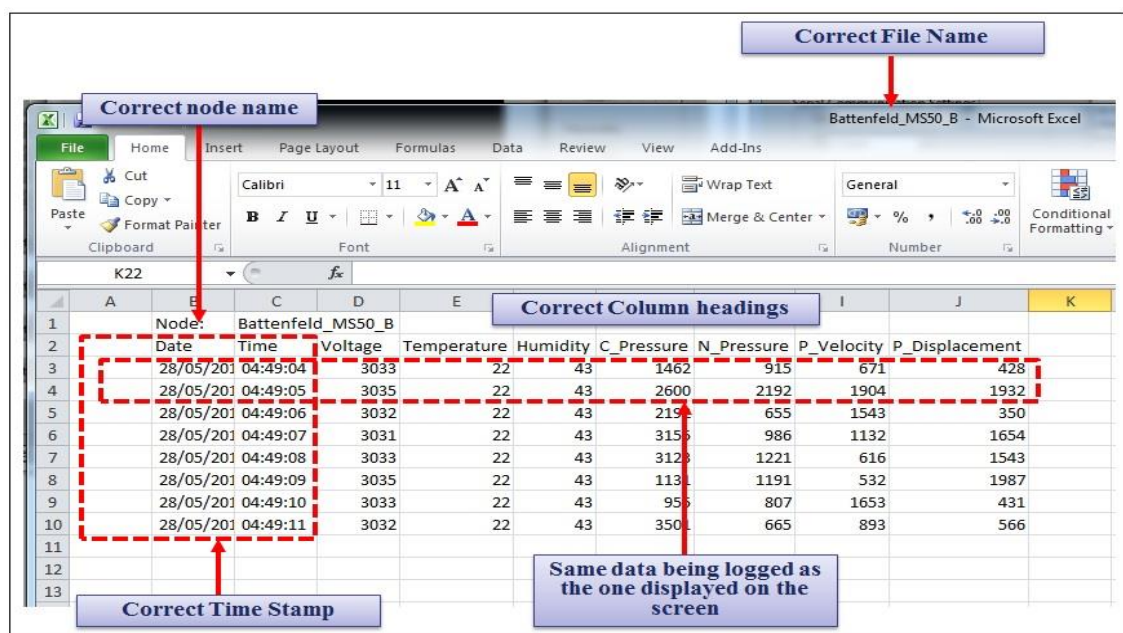 Correct File Name
Correct node name
Battenfeld_MS50_B - Microsoft Excel
File Home Insert Page Layout Formulas Data Review View Add-Ins
Cut
Copy
Format Painter
Paste
Calibri 11
Wrap Text
Merge & Center
General
Conditional
Formatting
Clipboard Font Alignment Number
K22 fx
A B C D E I J K
Correct Column headings
1 Node: Battenfeld_MS50_B
2 Date Time Voltage Temperature Humidity C_Pressure N_Pressure P_Velocity P_Displacement
3 28/05/201 04:49:04 3033 22 43 1462 915 671 428
4 28/05/201 04:49:05 3035 22 43 2600 2192 1904 1932
5 28/05/201 04:49:06 3032 22 43 655 1543 350
6 28/05/201 04:49:07 3031 22 43 986 1132 1654
7 28/05/201 04:49:08 3033 22 43 1221 616 1543
8 28/05/201 04:49:09 3035 22 43 1191 532 1987
9 28/05/201 04:49:10 3033 22 43 807 1653 431
10 28/05/201 04:49:11 3032 22 43 665 893 566
11
12
13
Same data being logged as
the one displayed on the
screen
Correct Time Stamp